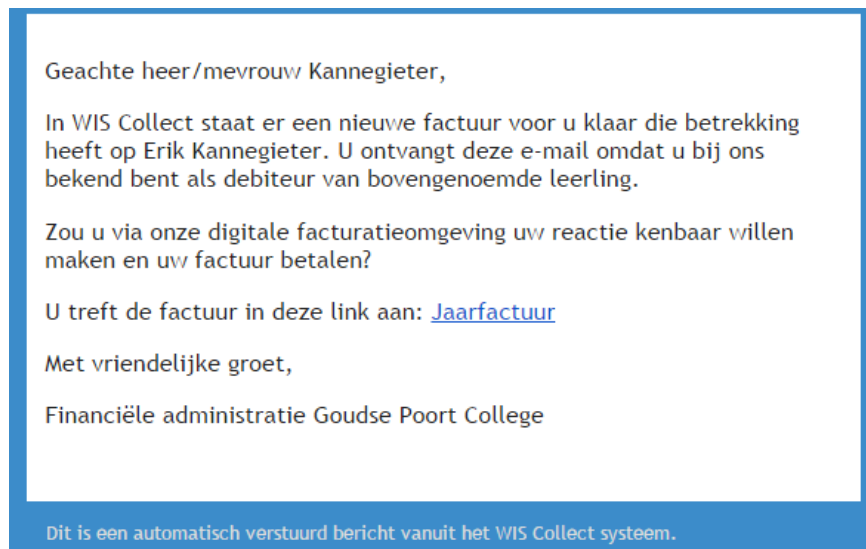 Geachte heer/mevrouw Kannegieter,
In WIS Collect staat er een nieuwe factuur voor u klaar die betrekking
heeft op Erik Kannegieter. U ontvangt deze e-mail omdat u bij ons
bekend bent als debiteur van bovengenoemde leerling.
Zou u via onze digitale facturatieomgeving uw reactie kenbaar willen
maken en uw factuur betalen?
U treft de factuur in deze link aan: Jaarfactuur
Met vriendelijke groet,
Financiële administratie Goudse Poort College
Dit is een automatisch verstuurd bericht vanuit het WIS Collect systeem.